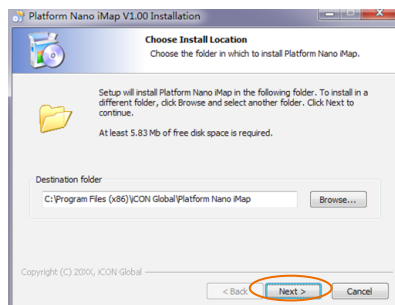 Platform Nano iMap V1.00 Installation
Choose Install Location
Choose the folder in which to install Platform Nano iMap.
Setup will install Platform Nano iMap in the following folder. To install in a
different folder, click Browse and select another folder. Click Next to
continue.
At least 5.83 Mb of free disk space is required.
Destination folder
C:\Program Files (x86)\iCON Global\Platform Nano iMap
Browse...
Copyright (C) 20XX, iCON Global
< Back
Next >
Cancel